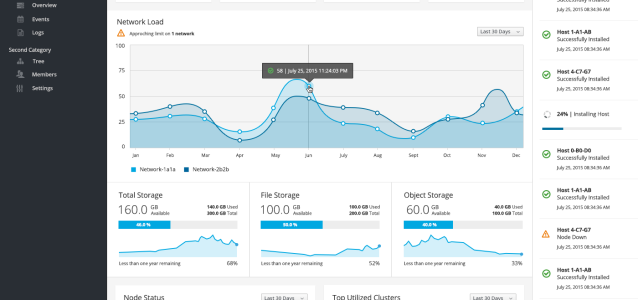 Overview
Events
Logs
Second Category
Tree
Members
Settings
Network Load
Approching limit on 1 network
Last 30 Days
100
75
50
25
0
58 | July 25, 2015 11:24:03 PM
Jan Feb Mar Apr May Jun July Aug Sept Oct Nov Dec
Network-1a1a Network-2b2b
Total Storage
160.0 GB Available
140.0 GB Used
300.0 GB Total
40.0 %
Less than one year remaining 68%
File Storage
100.0 GB Available
100.0 GB Used
200.0 GB Total
50.0 %
Less than one year remaining 52%
Object Storage
60.0 GB Available
40.0 GB Used
100.0 GB Total
40.0 %
Less than one year remaining 33%
Node Status
Last 30 Days
Top Utilized Clusters
Last 30 Days
July 25, 2015 08:34:36 AM
Host 1-A1-AB
Successfully Installed
July 25, 2015 08:34:36 AM
Host 4-C7-G7
Successfully Installed
July 25, 2015 08:34:36 AM
24% | Installing Host
Host 0-B0-D0
Successfully Installed
July 25, 2015 08:34:36 AM
Host 1-A1-AB
Successfully Installed
July 25, 2015 08:34:36 AM
Host 4-C7-G7
Node Down
July 25, 2015 08:34:36 AM
Host 1-A1-AB
Successfully Installed
July 25, 2015 08:34:36 AM